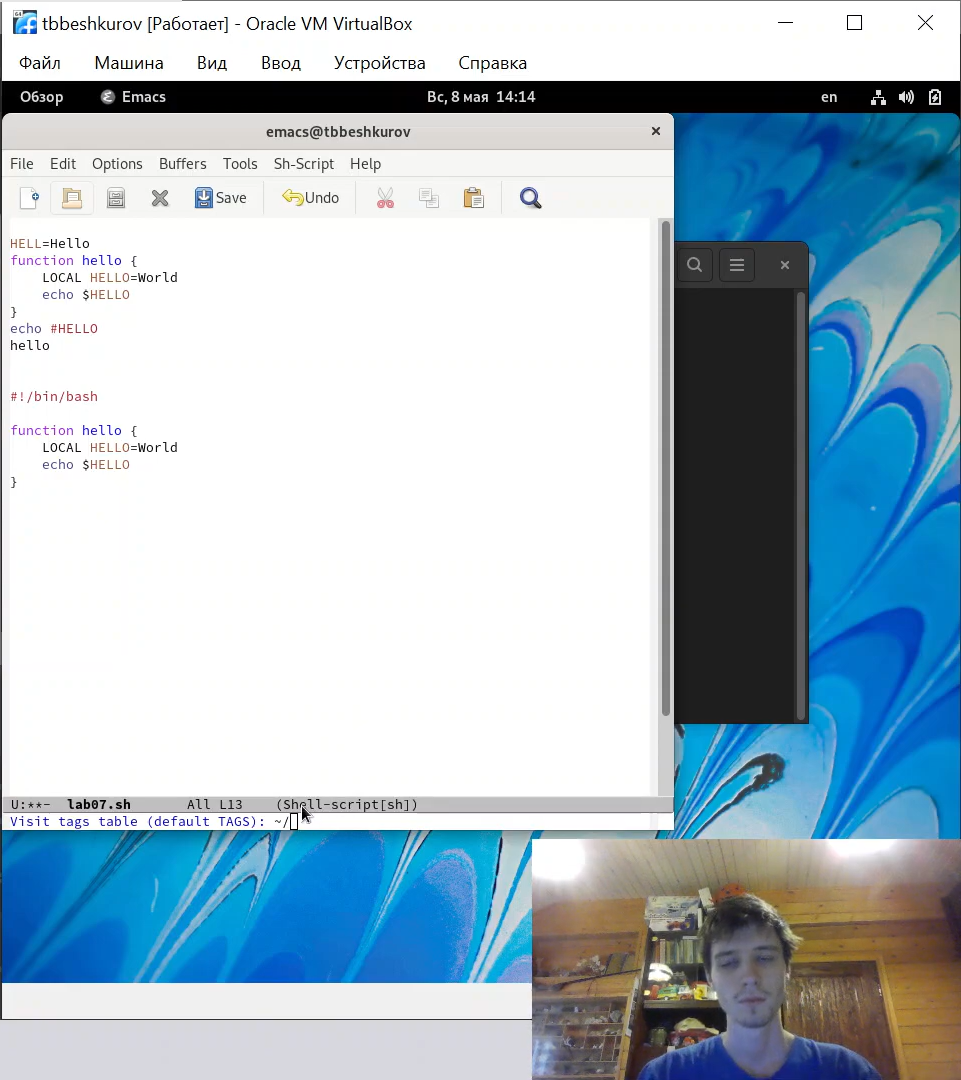 tbbeshkurov [Работает] - Oracle VM VirtualBox
Файл Машина Вид Ввод Устройства Справка
Обзор Emacs Вс, 8 мая 14:14 en
emacs@tbbeshkurov
File Edit Options Buffers Tools Sh-Script Help
Save Undo
HELL=Hello
function hello {
    LOCAL HELLO=World
    echo $HELLO
}
echo #HELLO
hello
#!/bin/bash
function hello {
    LOCAL HELLO=World
    echo $HELLO
}
U:**- lab07.sh All L13 (Shell-script[sh])
Visit tags table (default TAGS): ~/